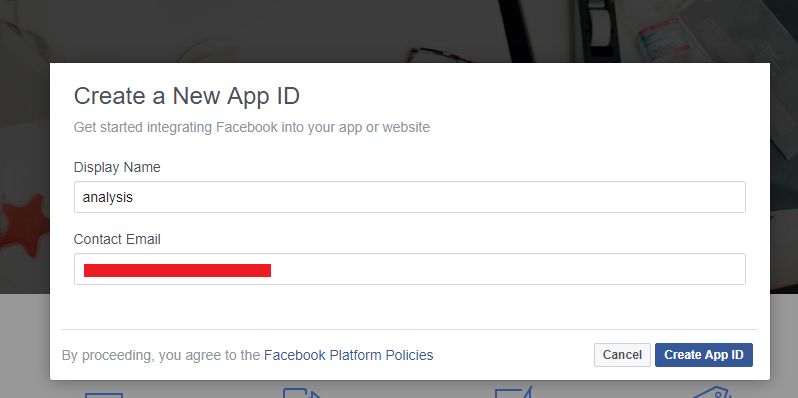 Create a New App ID
Get started integrating Facebook into your app or website
Display Name
analysis
Contact Email
By proceeding, you agree to the Facebook Platform Policies
Cancel
Create App ID